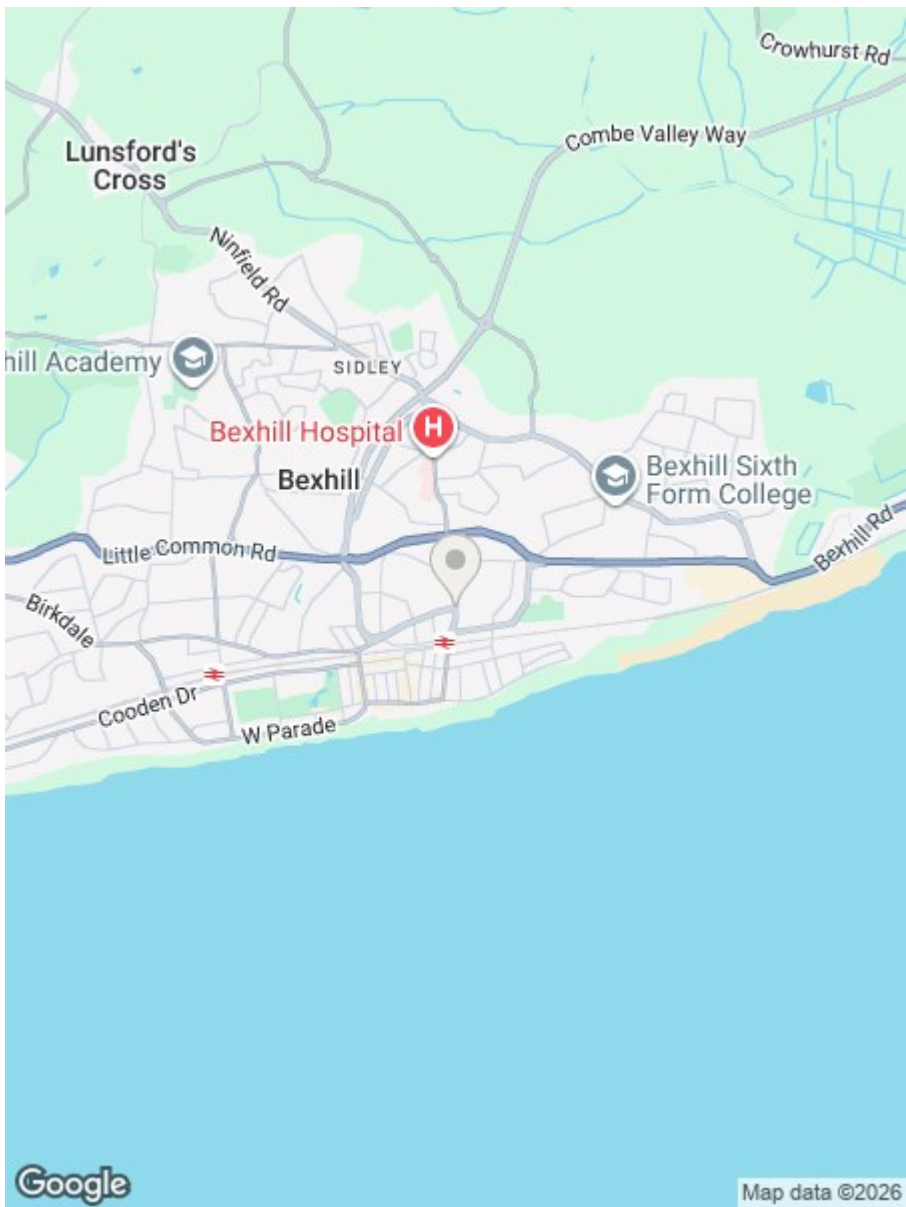 Crowhurst Rd
Combe Valley Way
Lunsford's
Cross
Ninfield Rd
hill Academy
SIDLEY
Bexhill Hospital
H
Bexhill
Bexhill Sixth
Form College
Bexhill Rd
Little Common Rd
Birkdale
Cooden Dr
W Parade
Google
Map data ©2026